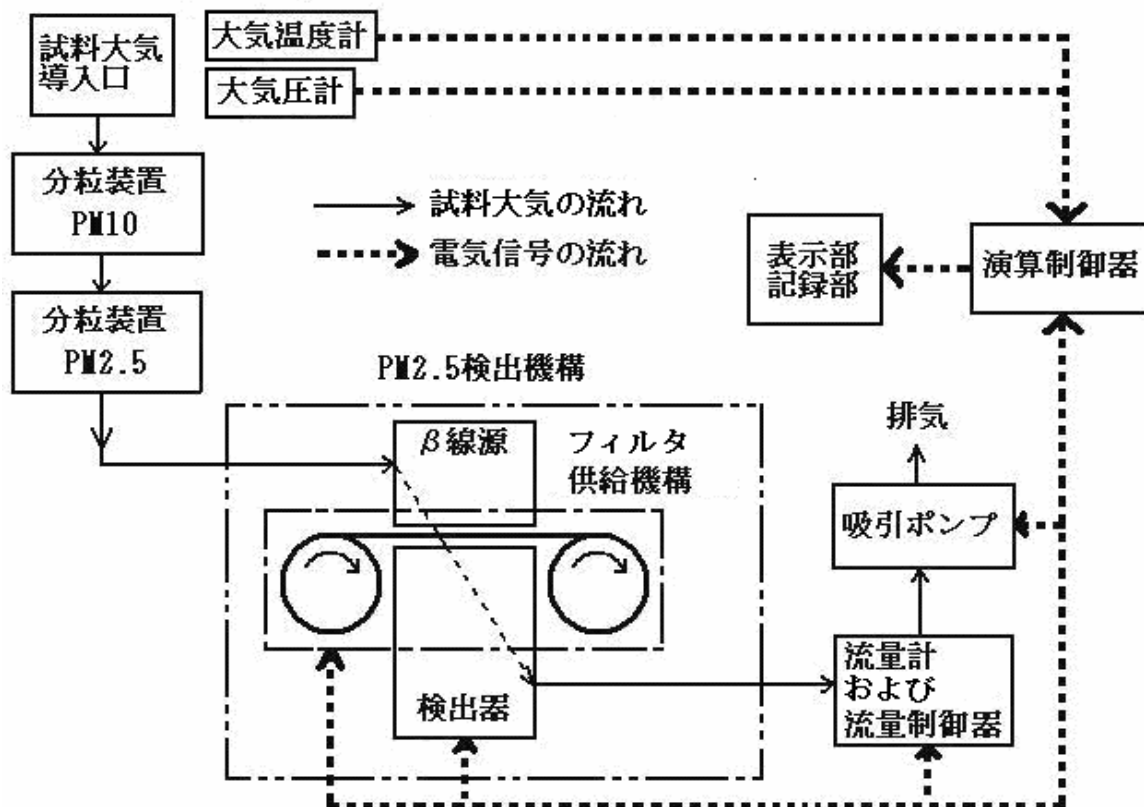 試料大気
導入口
大気温度計
大気圧計
分粒装置
PM10
分粒装置
PM2.5
試料大気の流れ
電気信号の流れ
表示部
記録部
演算制御器
PM2.5検出機構
β線源
フィルタ
供給機構
検出器
排気
吸引ポンプ
流量計
および
流量制御器